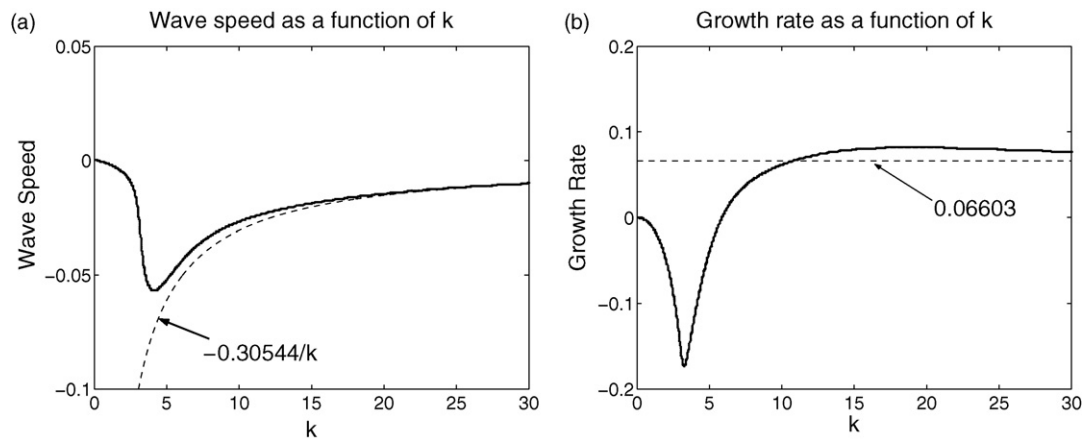 (a) Wave speed as a function of k
0.05
0
−0.05
−0.1
Wave Speed
−0.30544/k
0 5 10 15 20 25 30
k
(b) Growth rate as a function of k
0.2
0.1
0
−0.1
−0.2
Growth Rate
0.06603
0 5 10 15 20 25 30
k